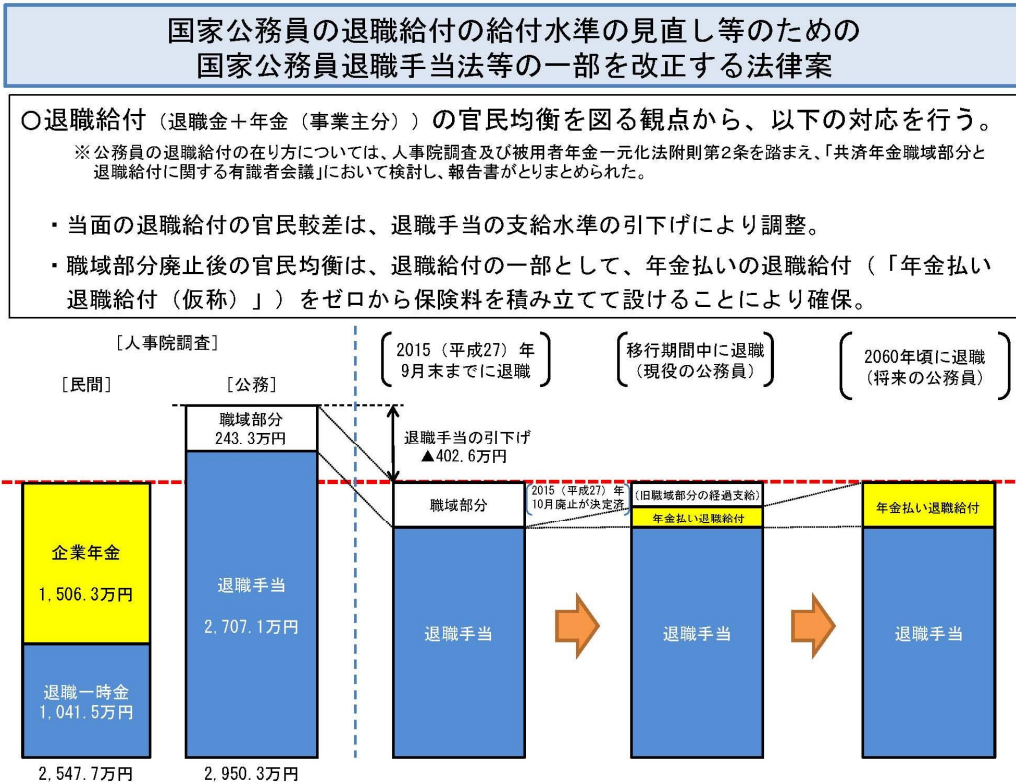 国家公務員の退職給付の給付水準の見直し等のための
国家公務員退職手当法等の一部を改正する法律案
○退職給付（退職金＋年金（事業主分））の官民均衡を図る観点から、以下の対応を行う。
※公務員の退職給付の在り方については、人事院調査及び被用者年金一元化法附則第２条を踏まえ、「共済年金職域部分と
退職給付に関する有識者会議」において検討し、報告書がとりまとめられた。
・当面の退職給付の官民較差は、退職手当の支給水準の引下げにより調整。
・職域部分廃止後の官民均衡は、退職給付の一部として、年金払いの退職給付（「年金払い
退職給付（仮称）」）をゼロから保険料を積み立てて設けることにより確保。
［人事院調査］
［民間］
［公務］
2015（平成27）年
9月末までに退職
移行期間中に退職
（現役の公務員）
2060年頃に退職
（将来の公務員）
職域部分
243.3万円
退職手当の引下げ
▲402.6万円
職域部分
2015（平成27）年
10月廃止が決定済
（旧職域部分の経過支給）
年金払い退職給付
年金払い退職給付
企業年金
1,506.3万円
退職手当
2,707.1万円
退職手当
退職手当
退職手当
退職一時金
1,041.5万円
2,547.7万円
2,950.3万円